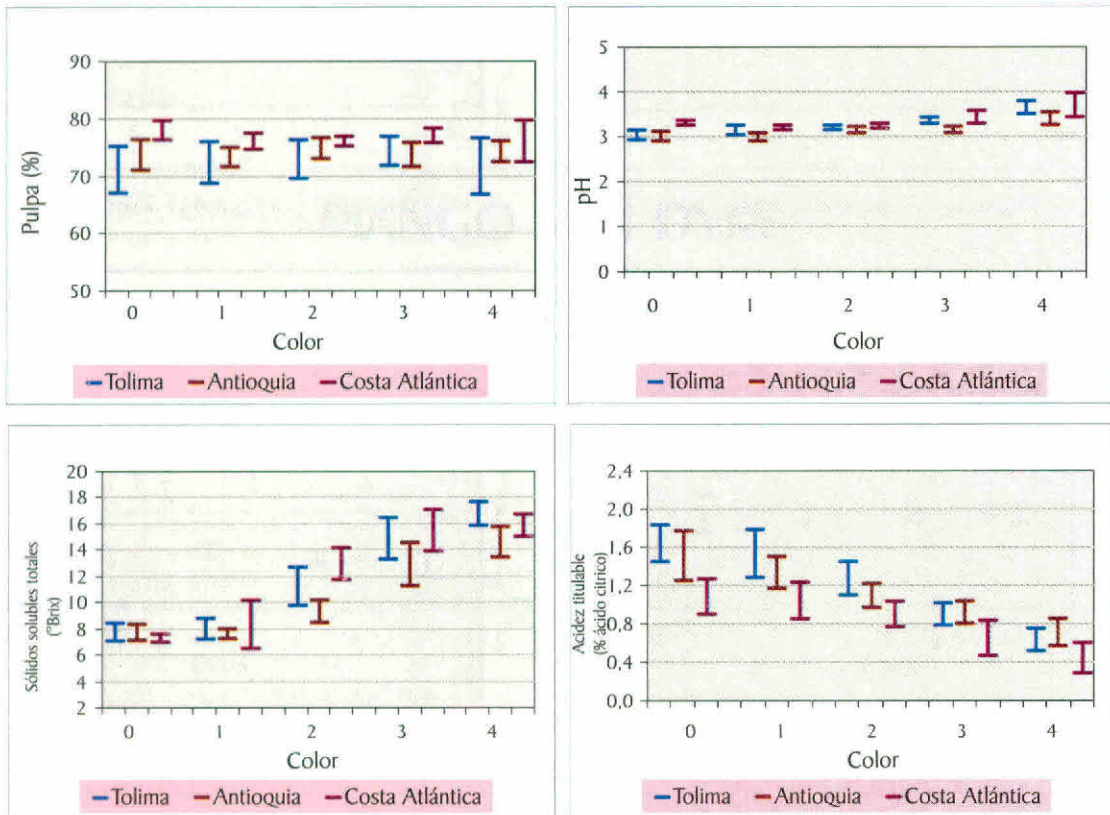 90
80
70
60
50
Pulpa (%)
0 1 2 3 4
Color
Tolima Antioquia Costa Atlántica
5
4
3
2
1
0
pH
0 1 2 3 4
Color
Tolima Antioquia Costa Atlántica
20
18
16
14
12
10
8
6
4
2
Sólidos solubles totales
(°Brix)
0 1 2 3 4
Color
Tolima Antioquia Costa Atlántica
2.4
2.0
1.6
1.2
0.8
0.4
0.0
Acidez titulable
(% ácido cítrico)
0 1 2 3 4
Color
Tolima Antioquia Costa Atlántica